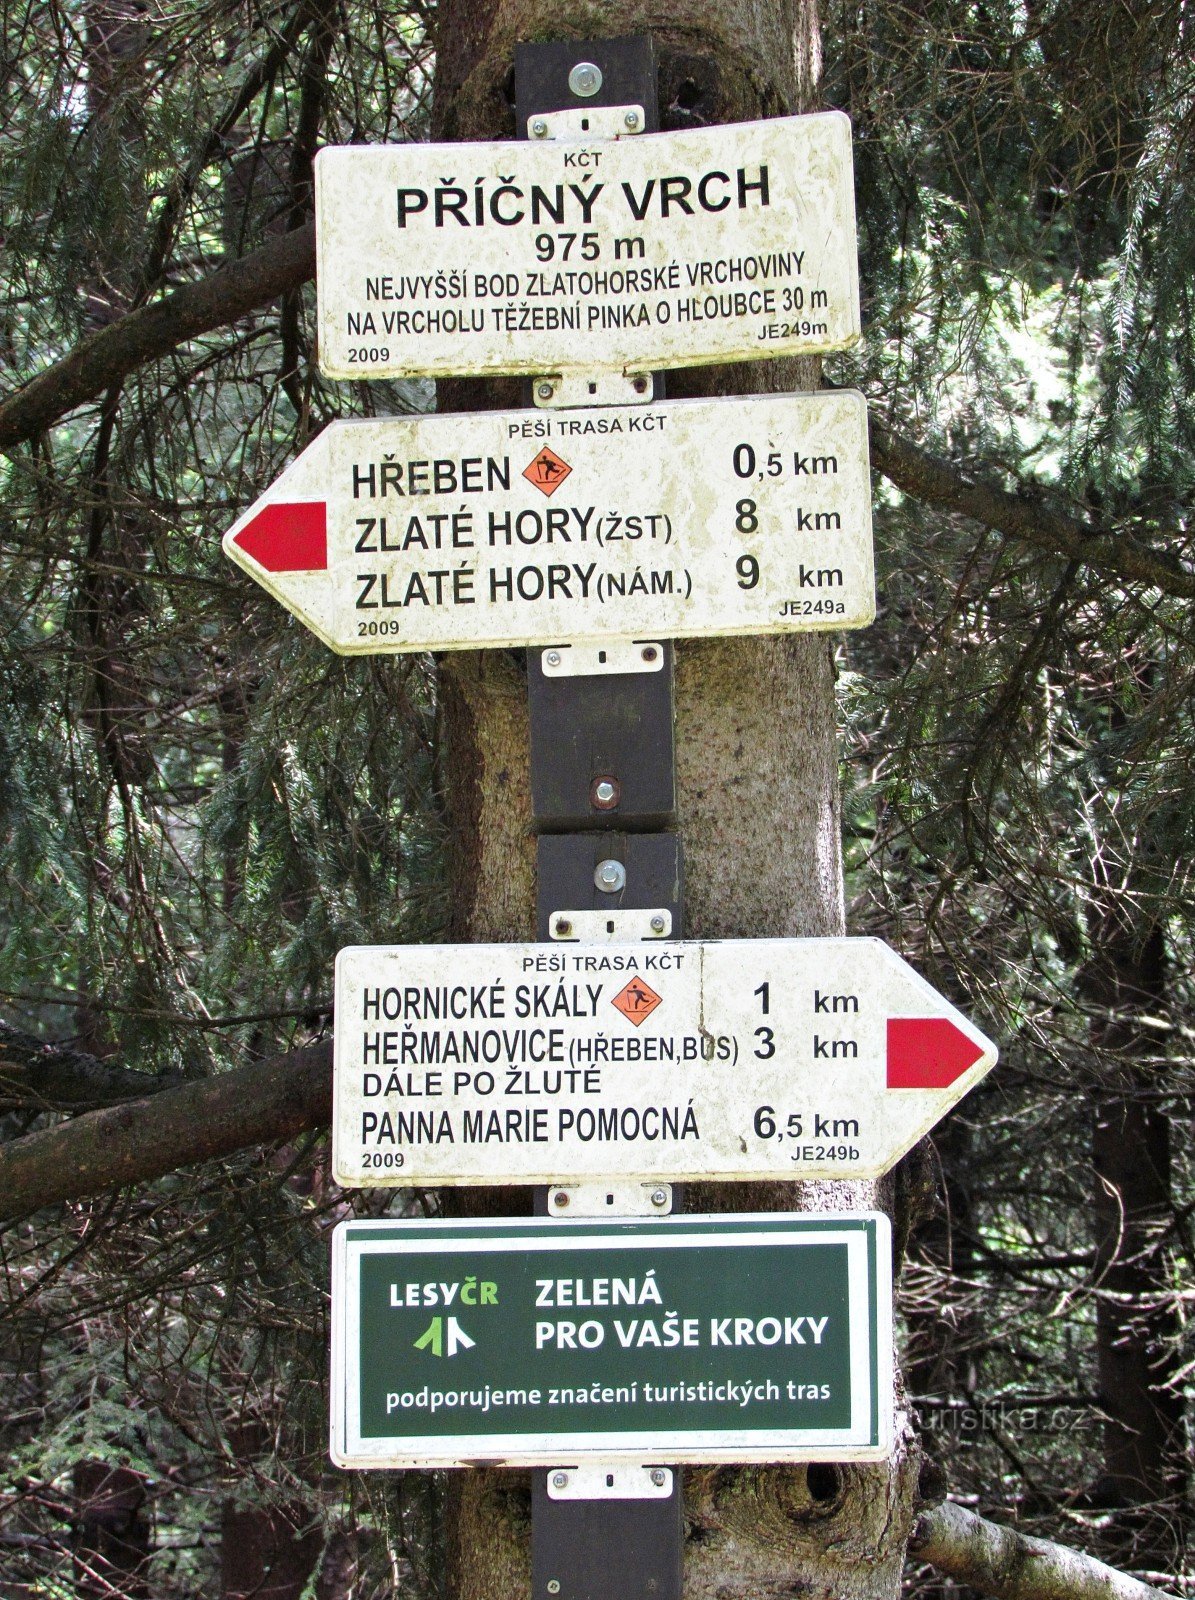 KČT
PŘÍČNÝ VRCH
975 m
NEJVYŠŠÍ BOD ZLATOHORSKÉ VRCHOVINY
NA VRCHOLU TĚŽEBNÍ PINKA O HLOUBCE 30 m
2009 JE249m
PĚŠÍ TRASA KČT
HŘEBEN 0,5 km
ZLATÉ HORY(ŽST) 8 km
ZLATÉ HORY(NÁM.) 9 km
2009 JE249a
PĚŠÍ TRASA KČT
HORNICKÉ SKÁLY 1 km
HEŘMANOVICE(HŘEBEN,BUS) 3 km
DÁLE PO ŽLUTÉ
PANNA MARIE POMOCNÁ 6,5 km
2009 JE249b
LESYČR ZELENÁ
PRO VAŠE KROKY
podporujeme značení turistických tras
turistika.cz